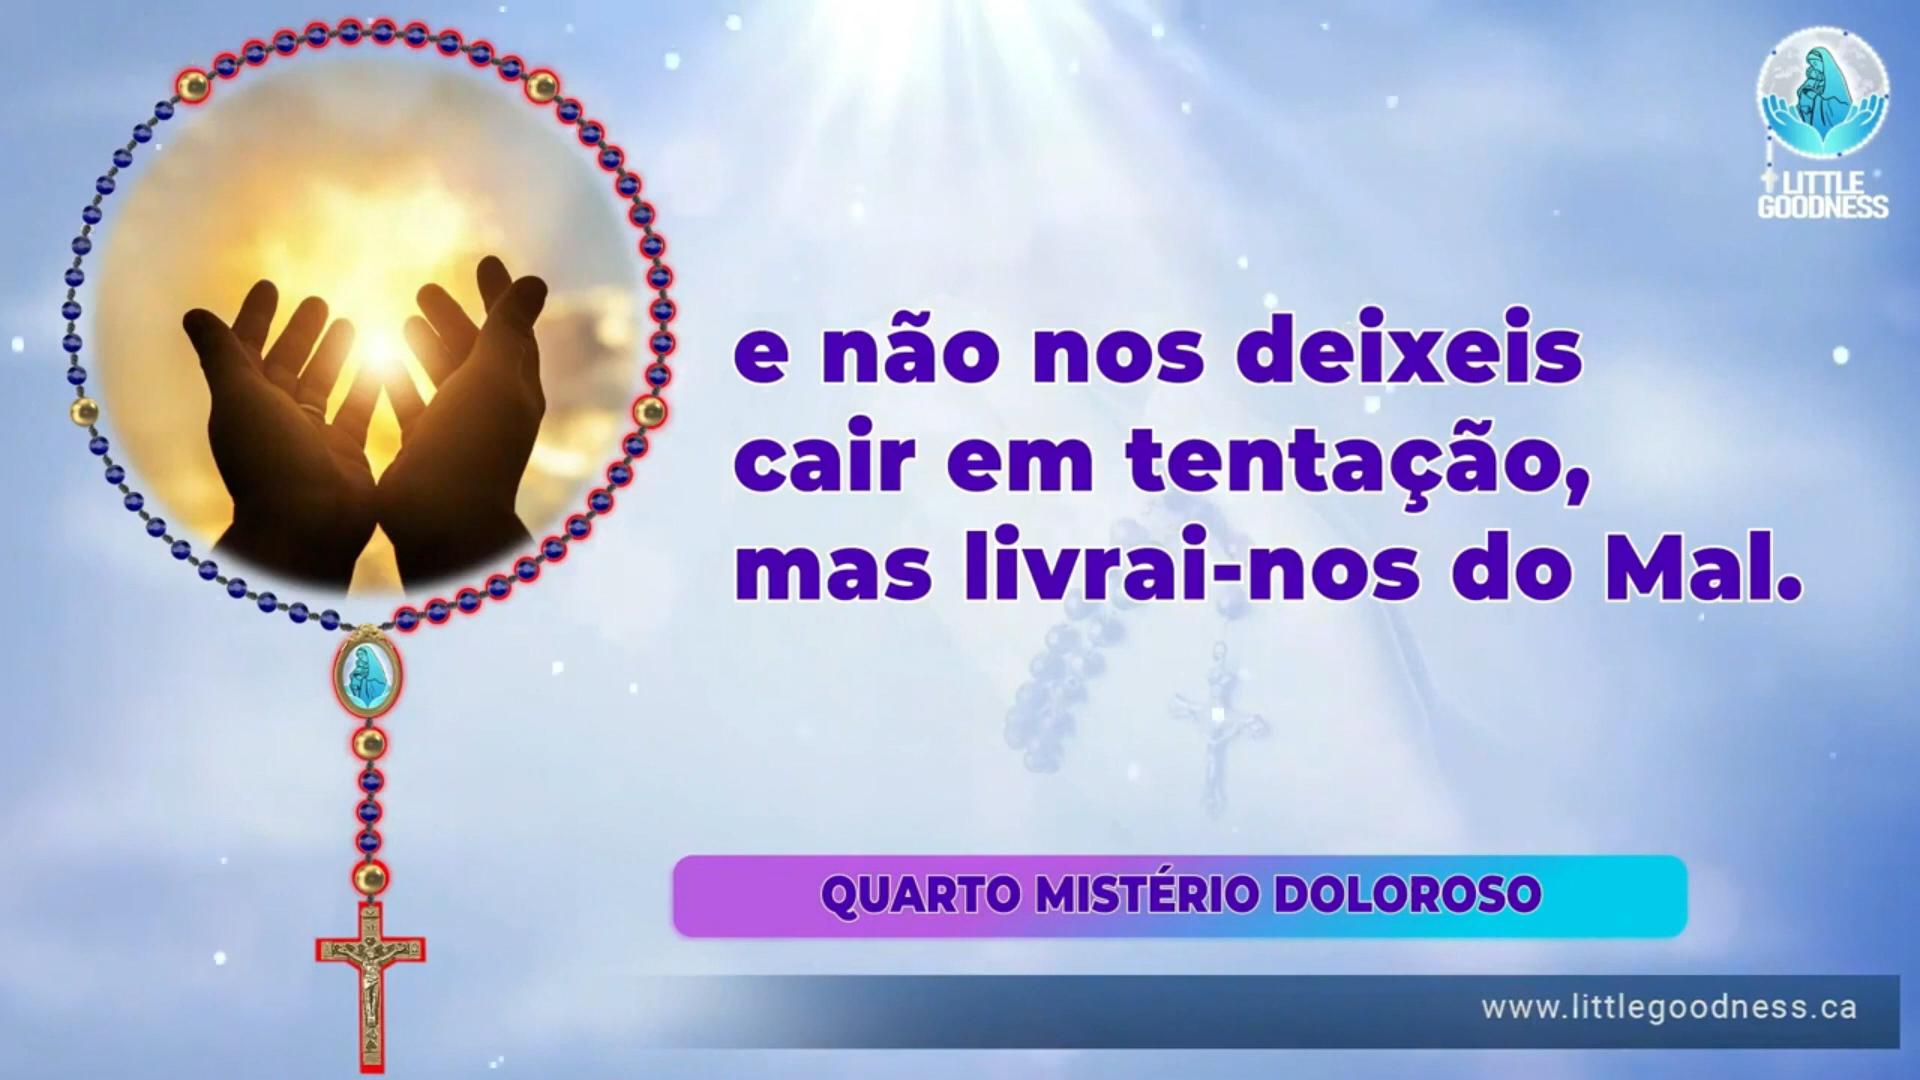 LITTLE
GOODNESS
e não nos deixeis
cair em tentação,
mas livrai-nos do Mal.
QUARTO MISTÉRIO DOLOROSO
www.littlegoodness.ca